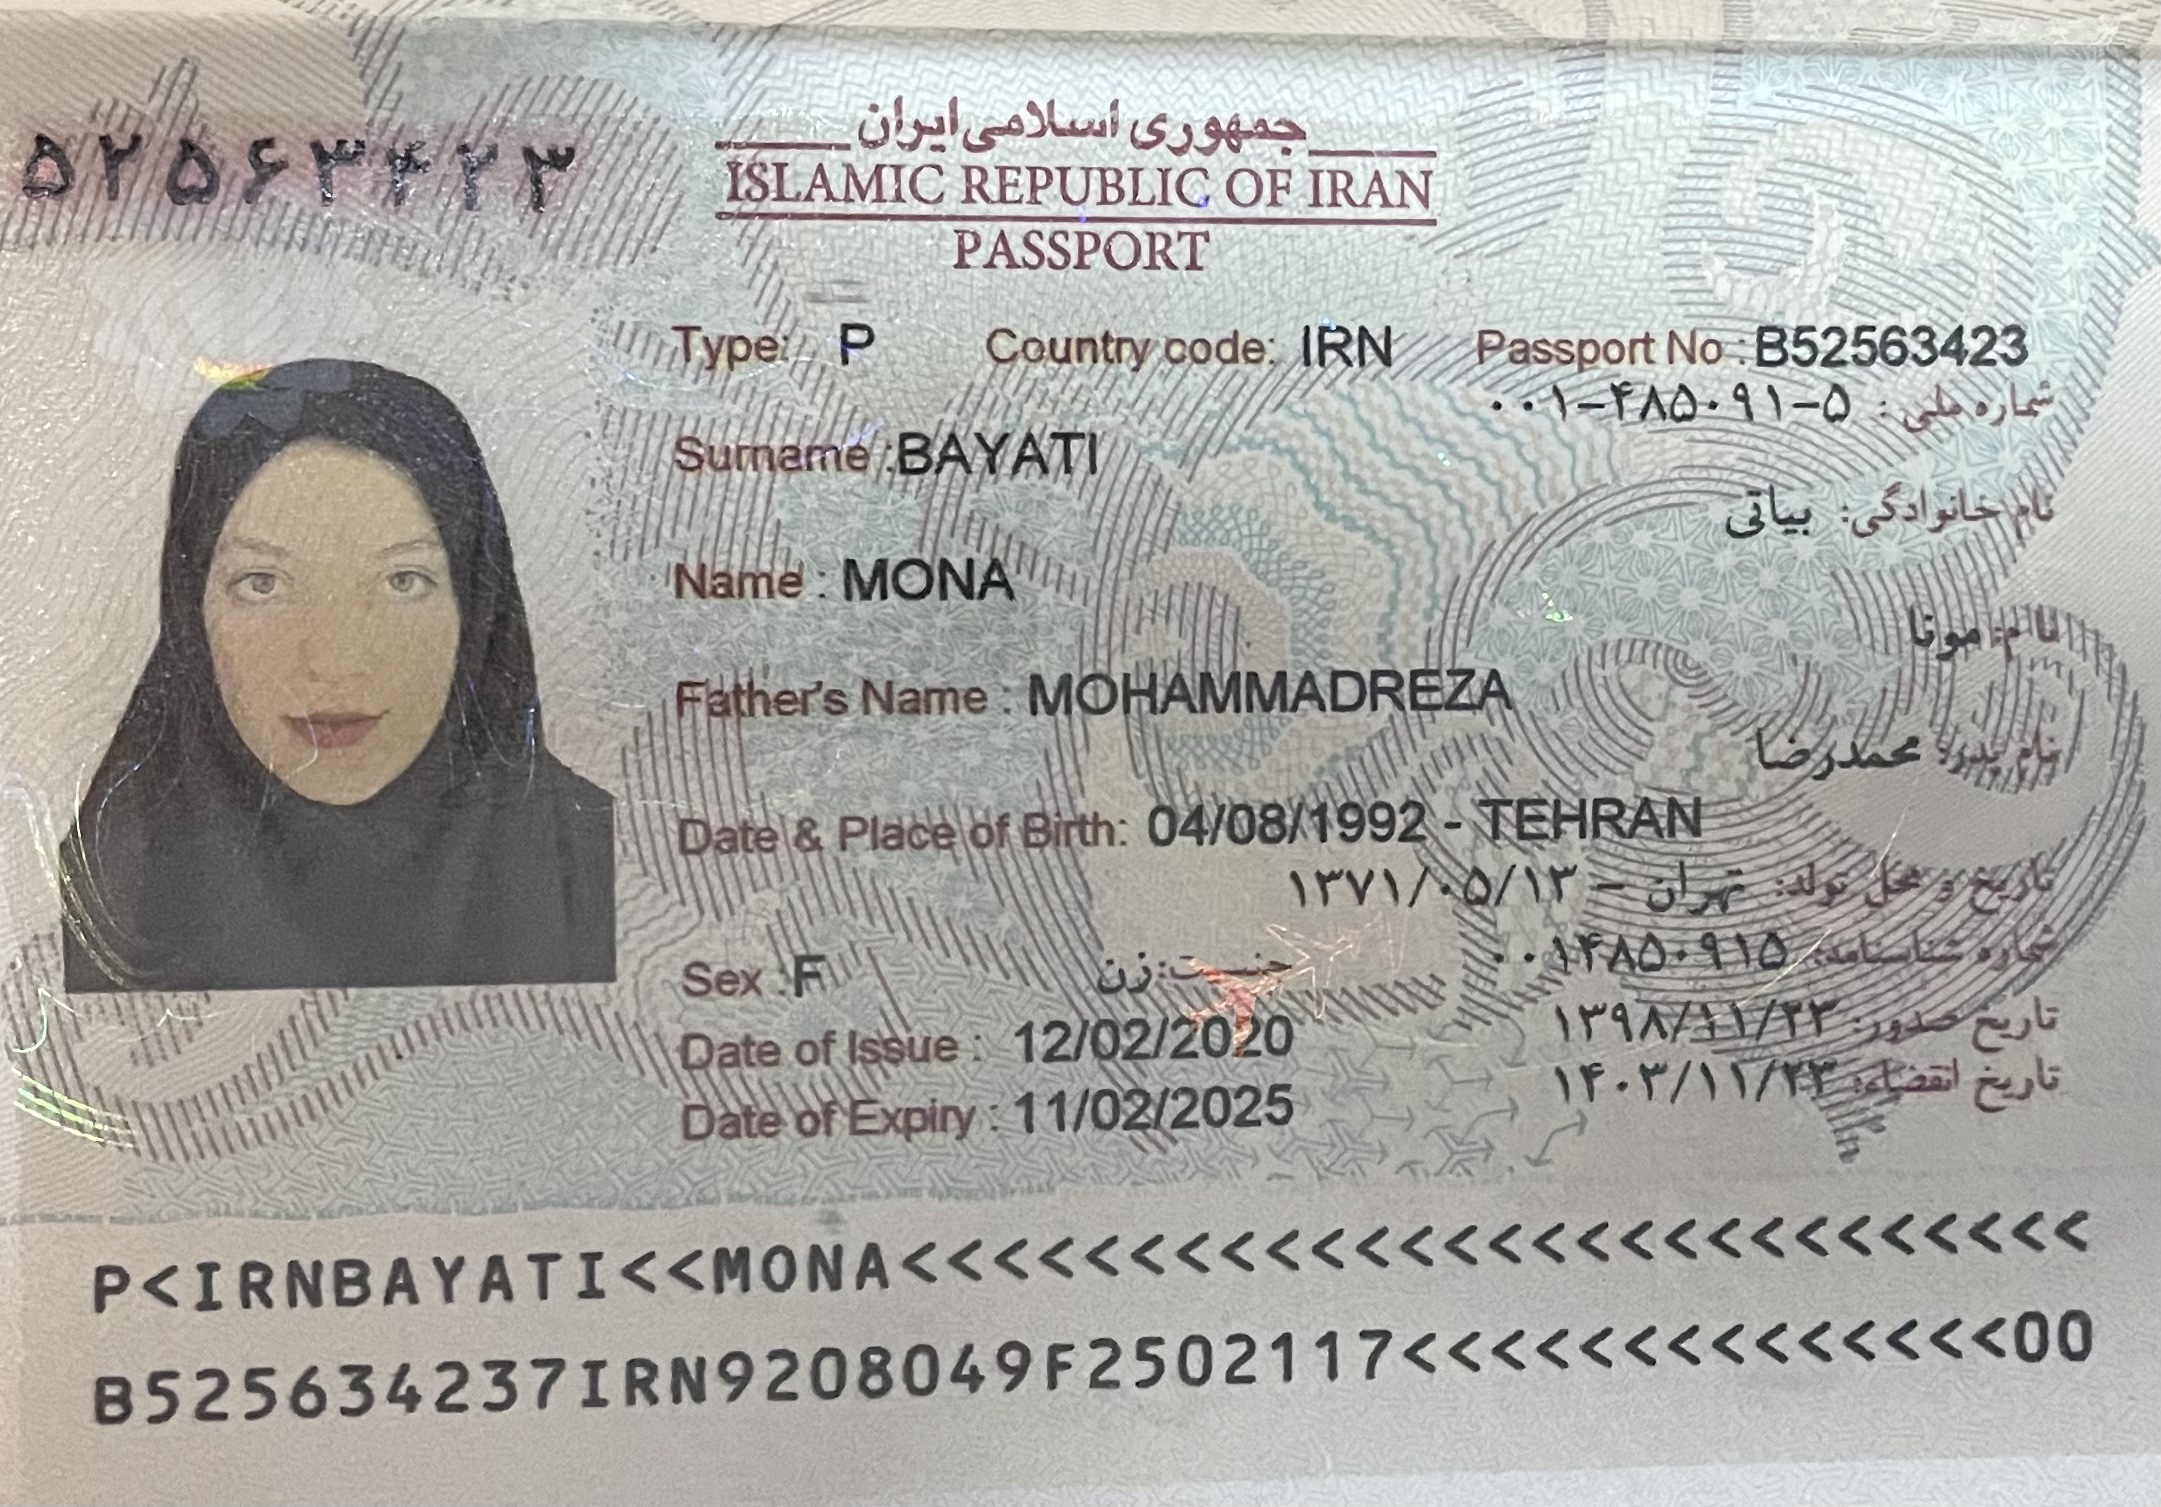 ۵۲۵۶۳۴۲۳
جمهوری اسلامی ایران
ISLAMIC REPUBLIC OF IRAN
PASSPORT
Type: P Country code: IRN Passport No : B52563423
شماره ملی : ۰۰۱-۴۸۵۰۹۱-۵
Surname : BAYATI
نام خانوادگی: بیاتی
Name : MONA
نام: مونا
Father's Name : MOHAMMADREZA
نام پدر: محمدرضا
Date & Place of Birth: 04/08/1992 - TEHRAN
تاریخ و محل تولد: تهران – ۱۳۷۱/۰۵/۱۳
شماره شناسنامه: ۰۰۱۴۸۵۰۹۱۵
Sex : F جنسیت: زن
تاریخ صدور: ۱۳۹۸/۱۱/۲۳
Date of Issue : 12/02/2020
تاریخ انقضاء: ۱۴۰۳/۱۱/۲۳
Date of Expiry : 11/02/2025
P<IRNBAYATI<<MONA<<<<<<<<<<<<<<<<<<<<<<<<<<<
B525634237IRN9208049F2502117<<<<<<<<<<<<<<00